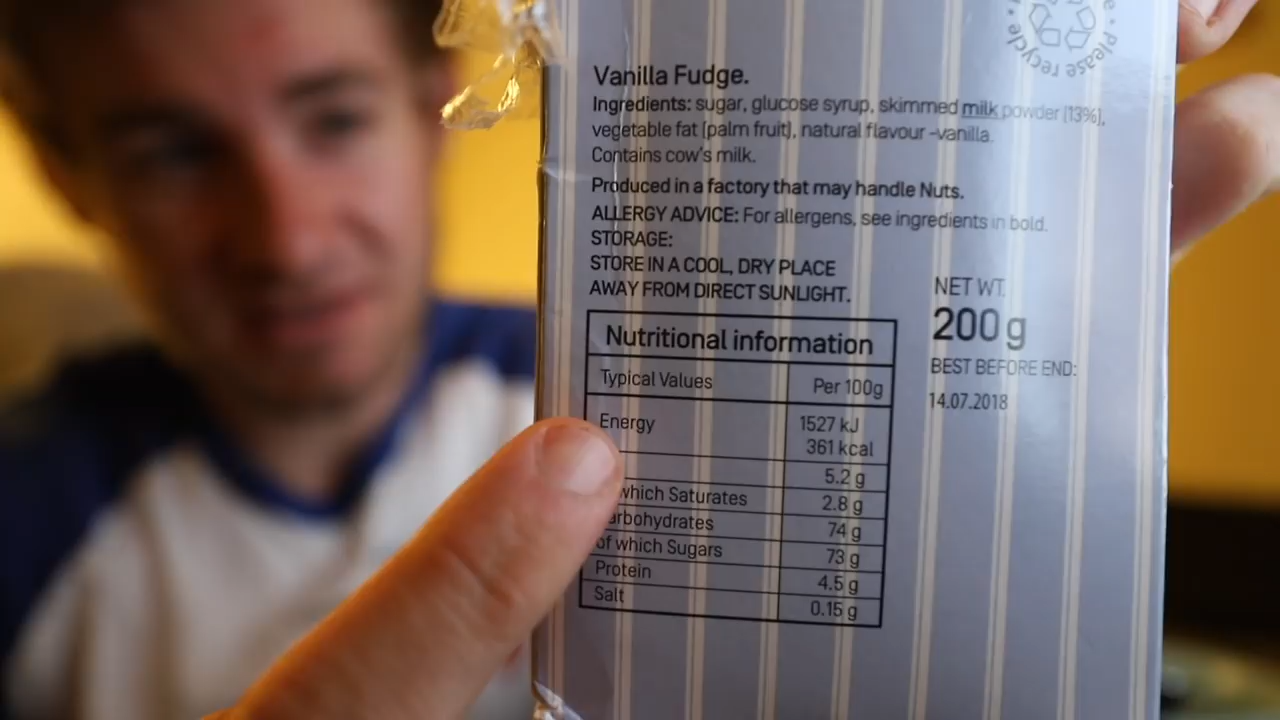 Please recycle
Vanilla Fudge.
Ingredients: sugar, glucose syrup, skimmed milk powder [13%],
vegetable fat [palm fruit], natural flavour -vanilla.
Contains cow's milk.
Produced in a factory that may handle Nuts.
ALLERGY ADVICE: For allergens, see ingredients in bold.
STORAGE:
STORE IN A COOL, DRY PLACE
AWAY FROM DIRECT SUNLIGHT.
NET WT.
200g
BEST BEFORE END:
14.07.2018
Nutritional information
Typical Values Per 100g
Energy 1527 kJ
361 kcal
5.2 g
which Saturates 2.8 g
arbohydrates 74 g
of which Sugars 73 g
Protein 4.5 g
Salt 0.15 g